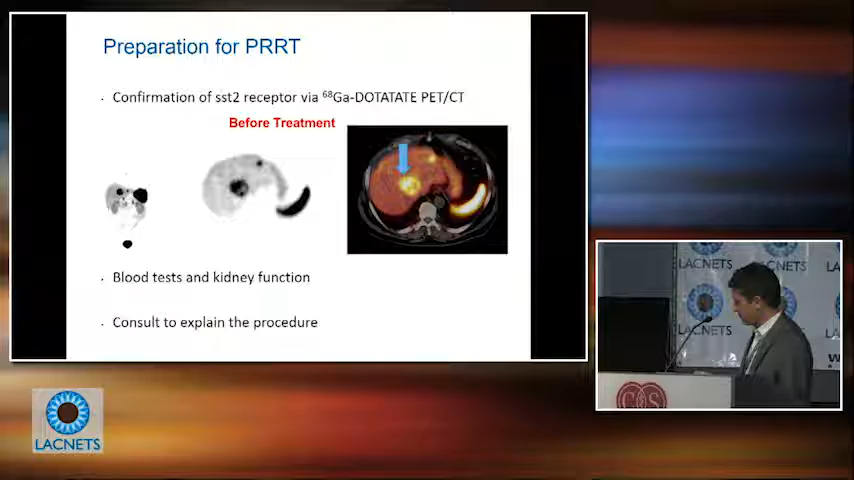 Preparation for PRRT
· Confirmation of sst2 receptor via ⁶⁸Ga-DOTATATE PET/CT
Before Treatment
· Blood tests and kidney function
· Consult to explain the procedure
LACNETS
LACNETS
LACNETS
CS
LACNETS